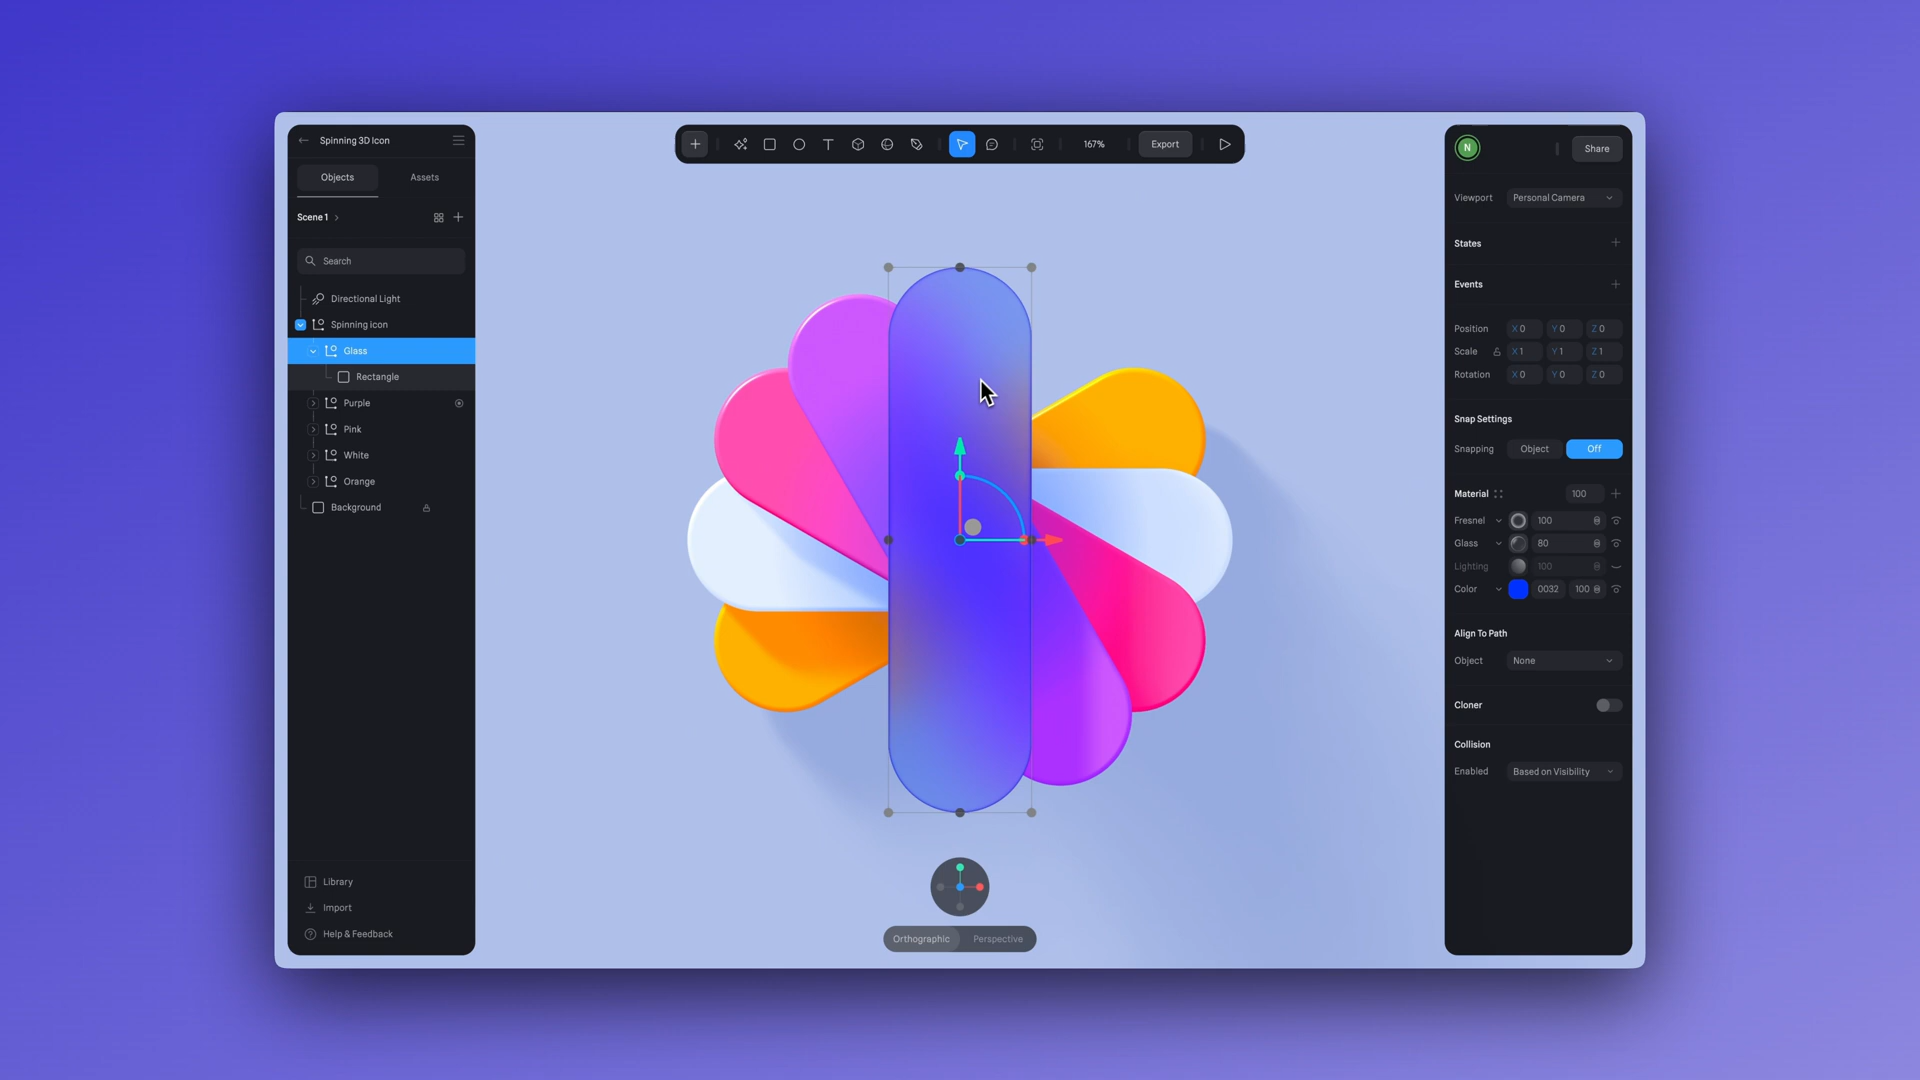 Spinning 3D Icon
Objects
Assets
Scene 1
Search
Directional Light
Spinning icon
Glass
Rectangle
Purple
Pink
White
Orange
Background
Library
Import
Help & Feedback
167%
Export
Orthographic
Perspective
N
Share
Viewport
Personal Camera
States
Events
Position X 0 Y 0 Z 0
Scale X 1 Y 1 Z 1
Rotation X 0 Y 0 Z 0
Snap Settings
Snapping Object Off
Material 100
Fresnel 100
Glass 80
Lighting 100
Color 0032 100
Align To Path
Object None
Cloner
Collision
Enabled Based on Visibility